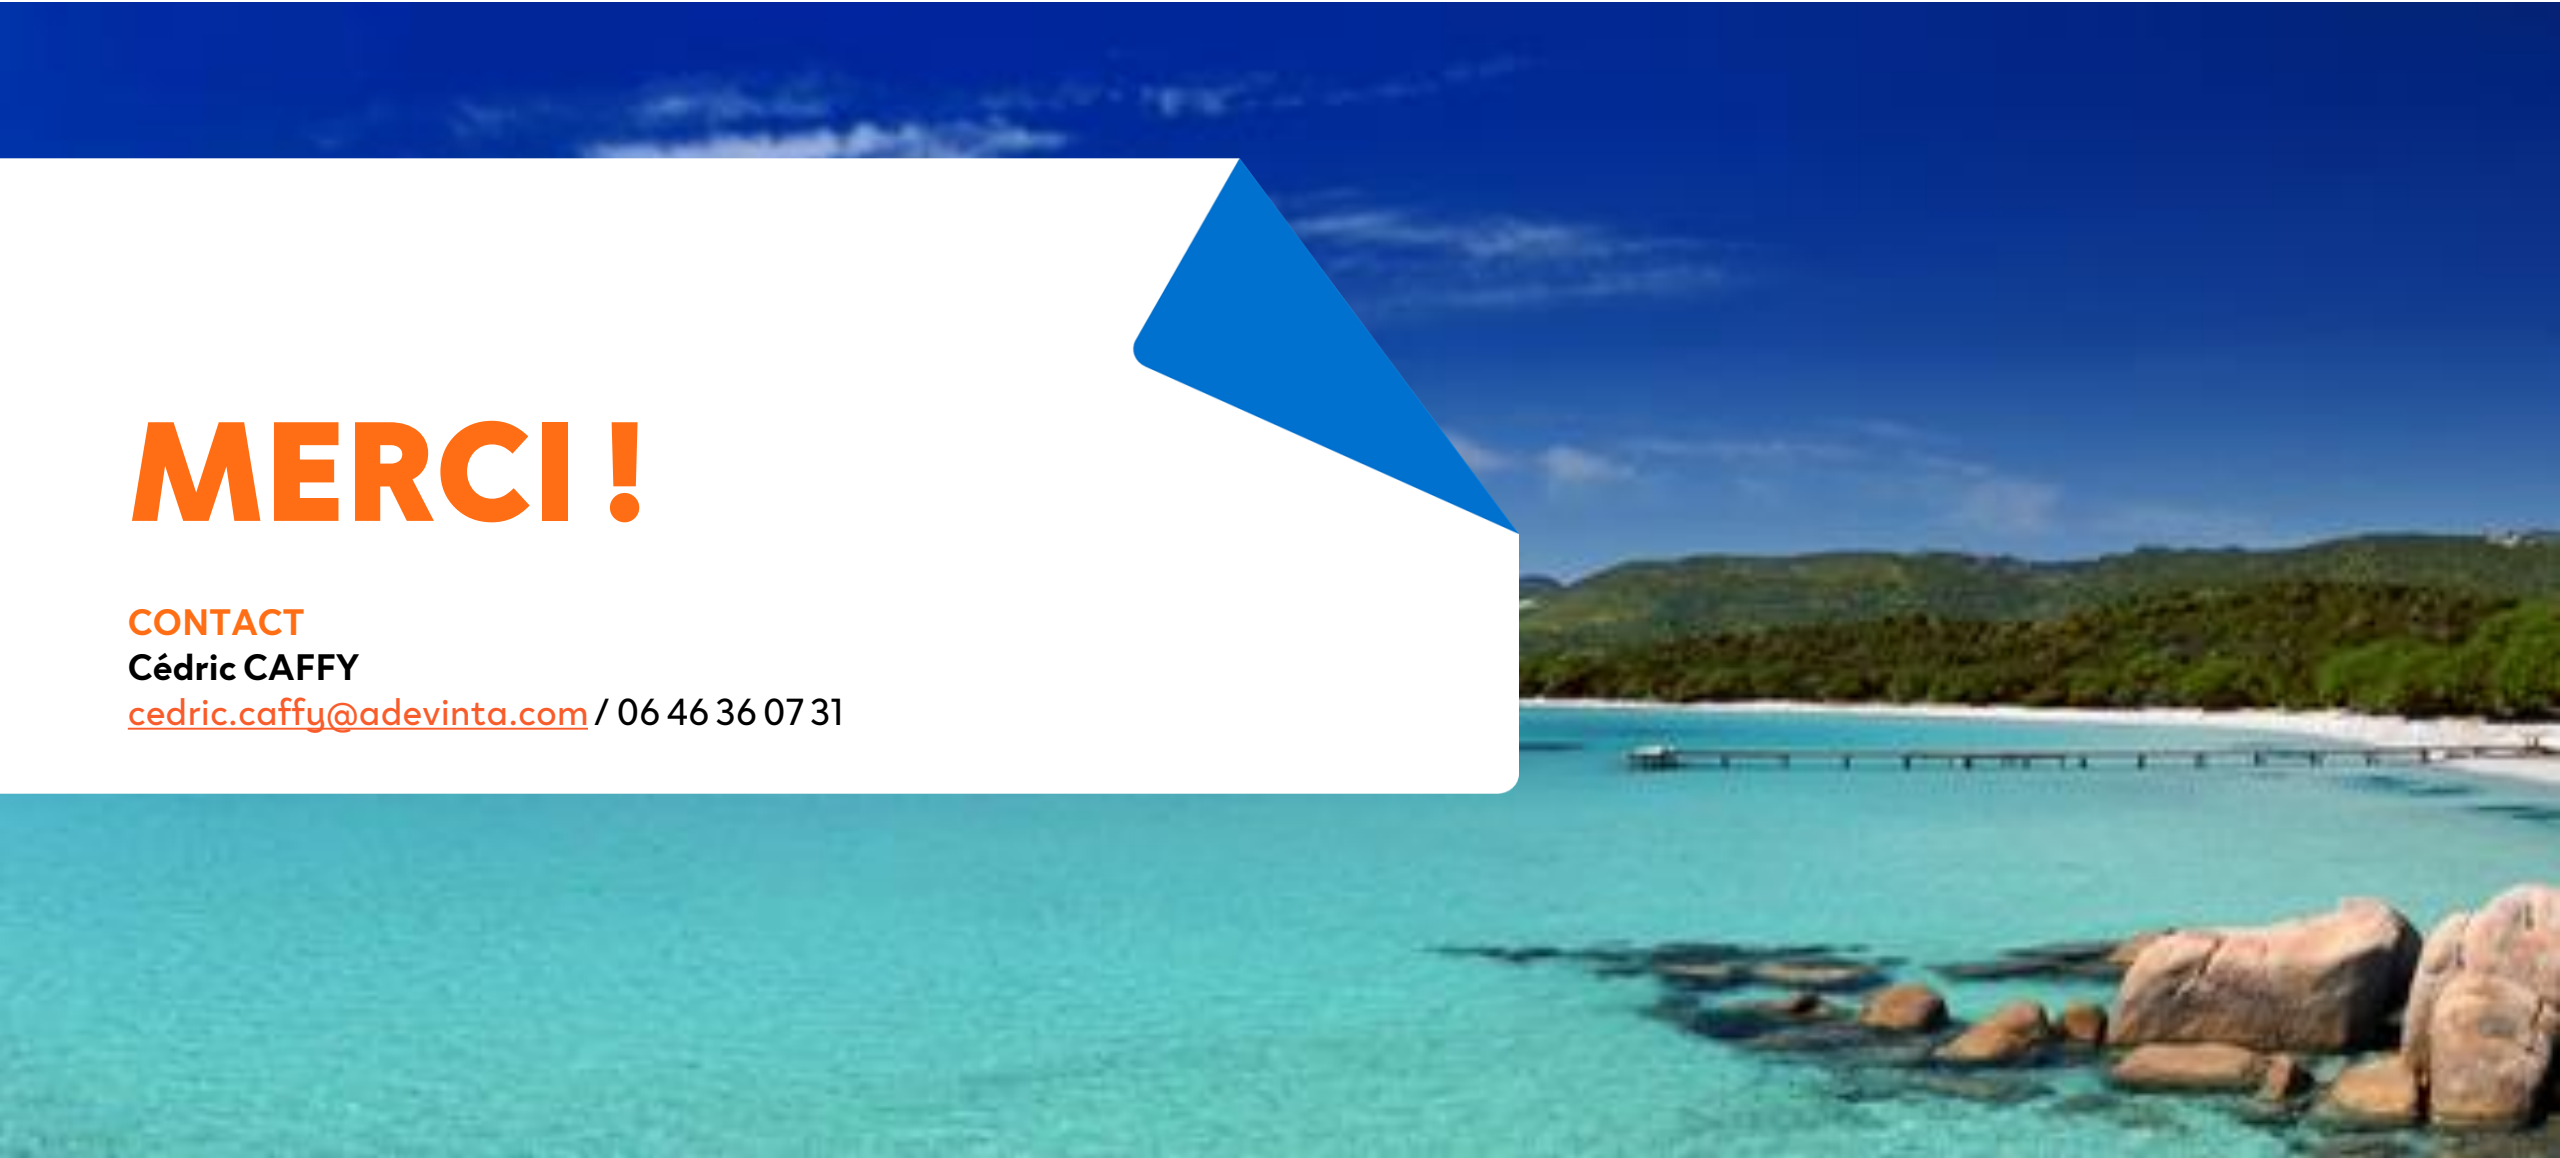 MERCI !
CONTACT
Cédric CAFFY
cedric.caffy@adevinta.com / 06 46 36 07 31